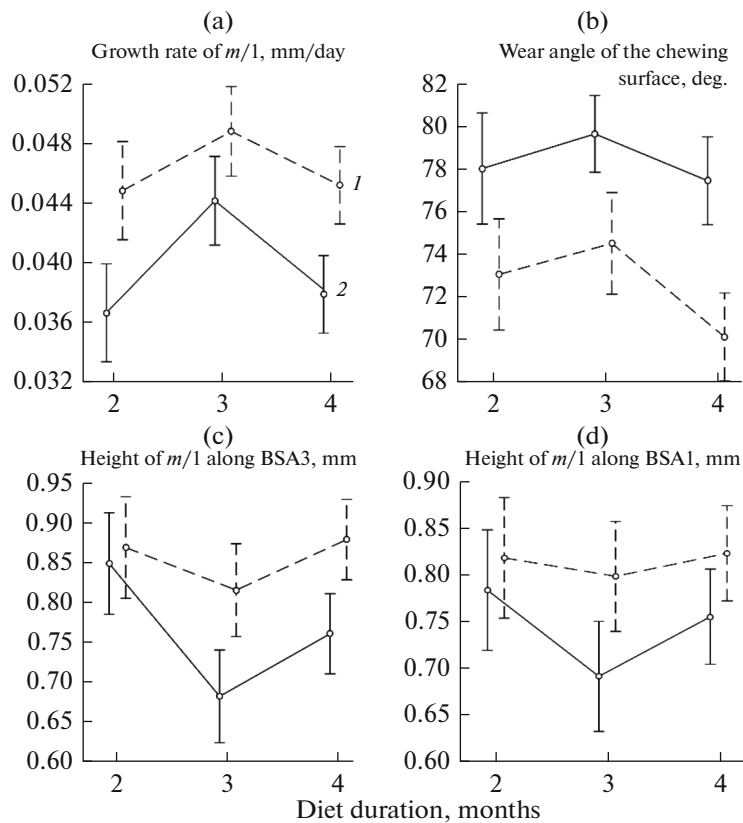 (a)
Growth rate of m/1, mm/day
0.052
0.048
0.044
0.040
0.036
0.032
1
2
2 3 4
(b)
Wear angle of the chewing
surface, deg.
82
80
78
76
74
72
70
68
2 3 4
(c)
Height of m/1 along BSA3, mm
0.95
0.90
0.85
0.80
0.75
0.70
0.65
0.60
2 3 4
(d)
Height of m/1 along BSA1, mm
0.90
0.85
0.80
0.75
0.70
0.65
0.60
2 3 4
Diet duration, months